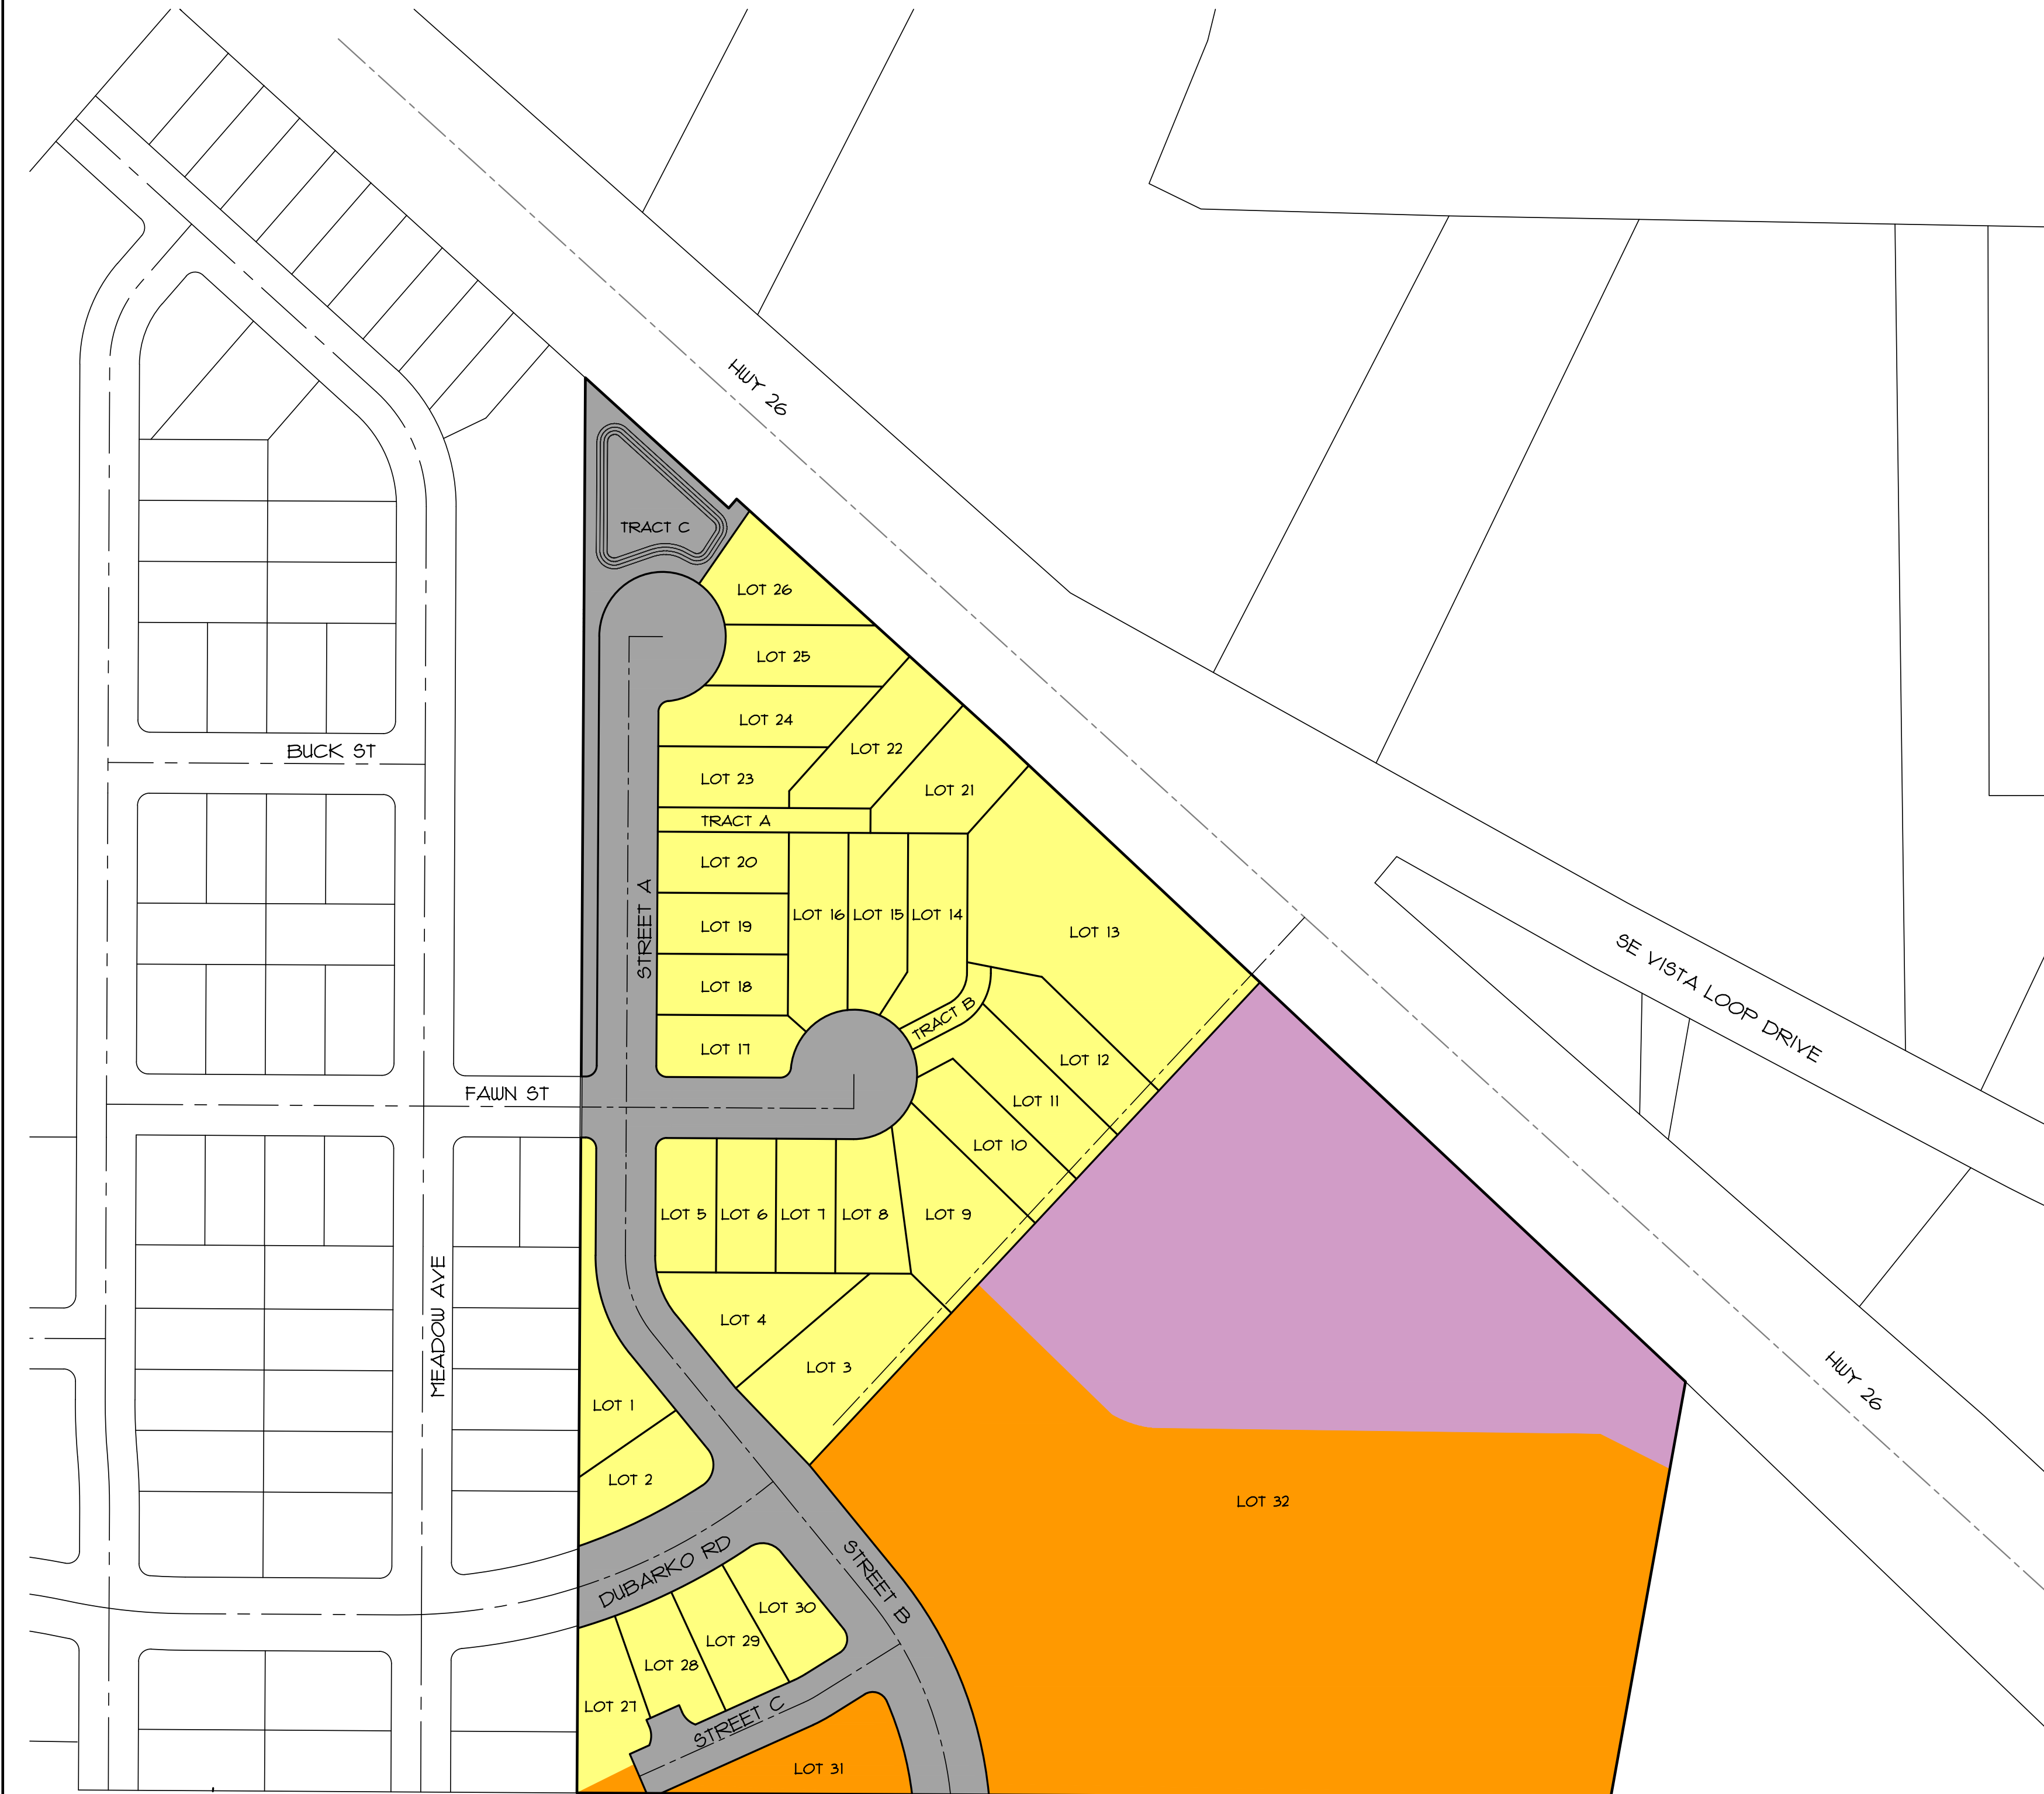 HWY 26
TRACT C
LOT 26
LOT 25
LOT 24
LOT 22
BUCK ST
LOT 23
LOT 21
TRACT A
LOT 20
STREET A
LOT 16
LOT 15
LOT 14
LOT 19
LOT 13
SE VISTA LOOP DRIVE
LOT 18
TRACT B
LOT 17
LOT 12
FAWN ST
LOT 11
LOT 10
LOT 5
LOT 6
LOT 7
LOT 8
LOT 9
MEADOW AVE
LOT 4
LOT 3
HWY 26
LOT 1
LOT 2
LOT 32
DUBARKO RD
STREET B
LOT 30
LOT 29
LOT 28
LOT 27
STREET C
LOT 31